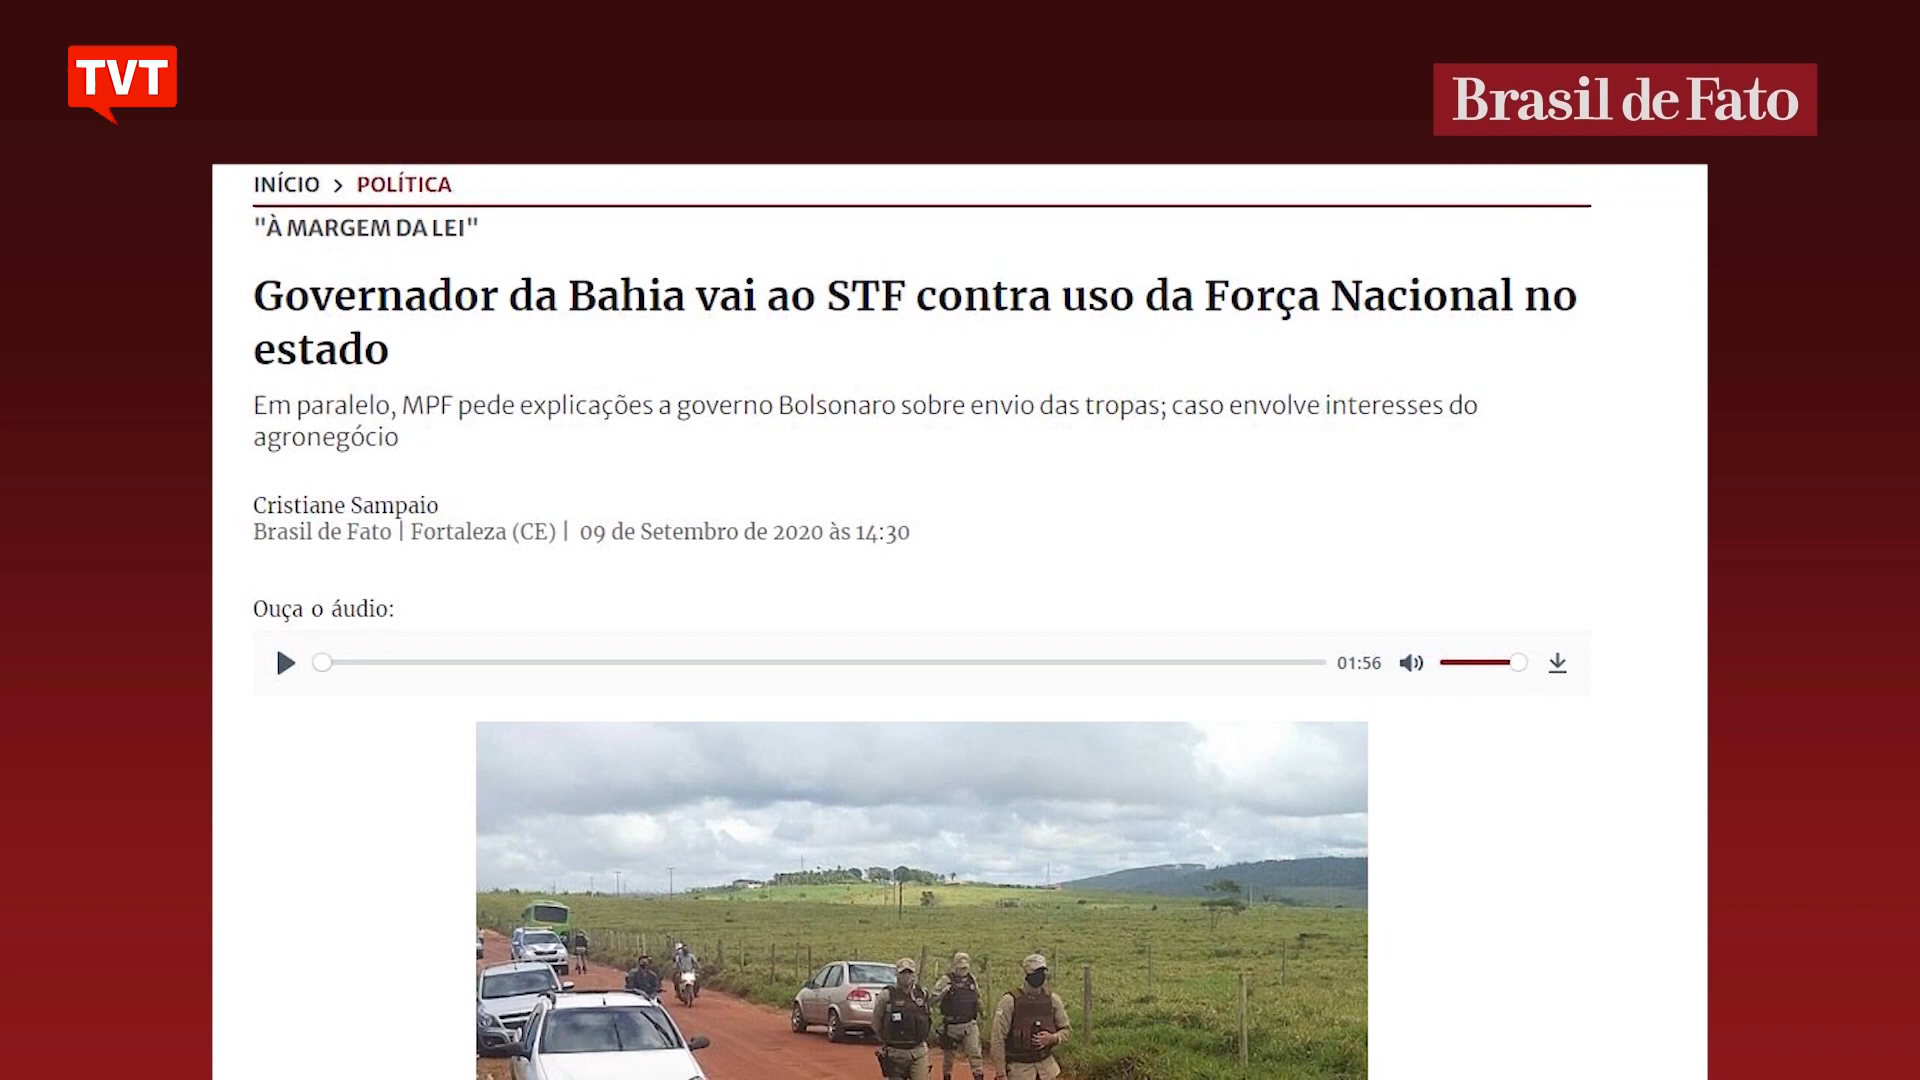 TVT
Brasil de Fato
INÍCIO > POLÍTICA
"À MARGEM DA LEI"
Governador da Bahia vai ao STF contra uso da Força Nacional no
estado
Em paralelo, MPF pede explicações a governo Bolsonaro sobre envio das tropas; caso envolve interesses do
agronegócio
Cristiane Sampaio
Brasil de Fato | Fortaleza (CE) | 09 de Setembro de 2020 às 14:30
Ouça o áudio:
01:56